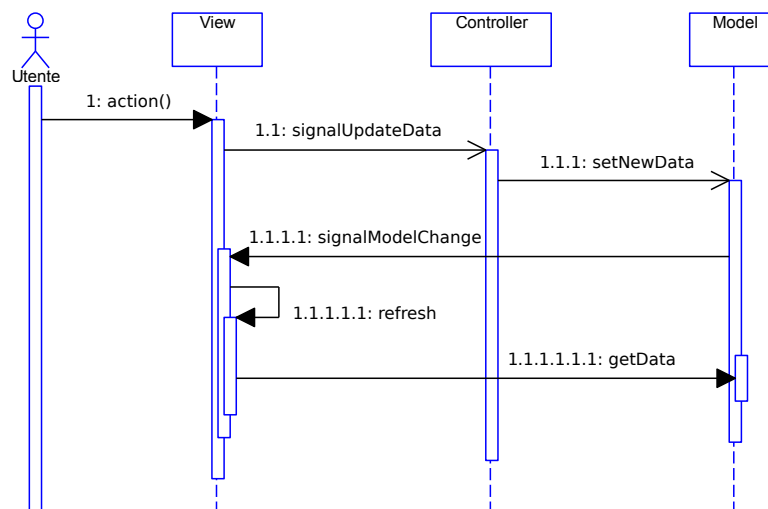 View
Controller
Model
Utente
1: action()
1.1: signalUpdateData
1.1.1: setNewData
1.1.1.1: signalModelChange
1.1.1.1.1: refresh
1.1.1.1.1.1: getData